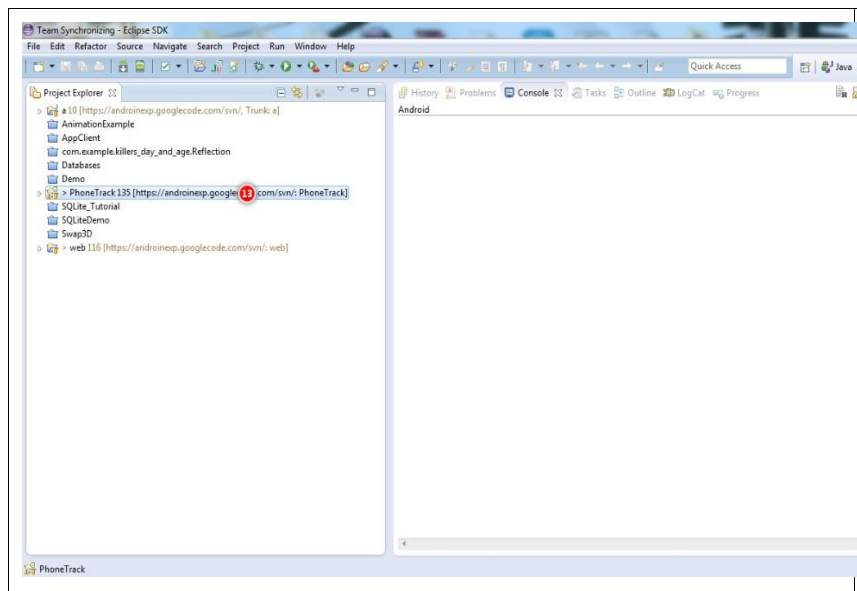 Team Synchronizing - Eclipse SDK
File Edit Refactor Source Navigate Search Project Run Window Help
Quick Access Java
Project Explorer History Problems Console Tasks Outline LogCat Progress
Android
a 10 [https://androinexp.googlecode.com/svn/, Trunk: a]
AnimationExample
AppClient
com.example.killers_day_and_age.Reflection
Databases
Demo
> PhoneTrack 135 [https://androinexp.google 13 com/svn/: PhoneTrack]
SQLite_Tutorial
SQLiteDemo
Swap3D
> web 116 [https://androinexp.googlecode.com/svn/: web]
PhoneTrack